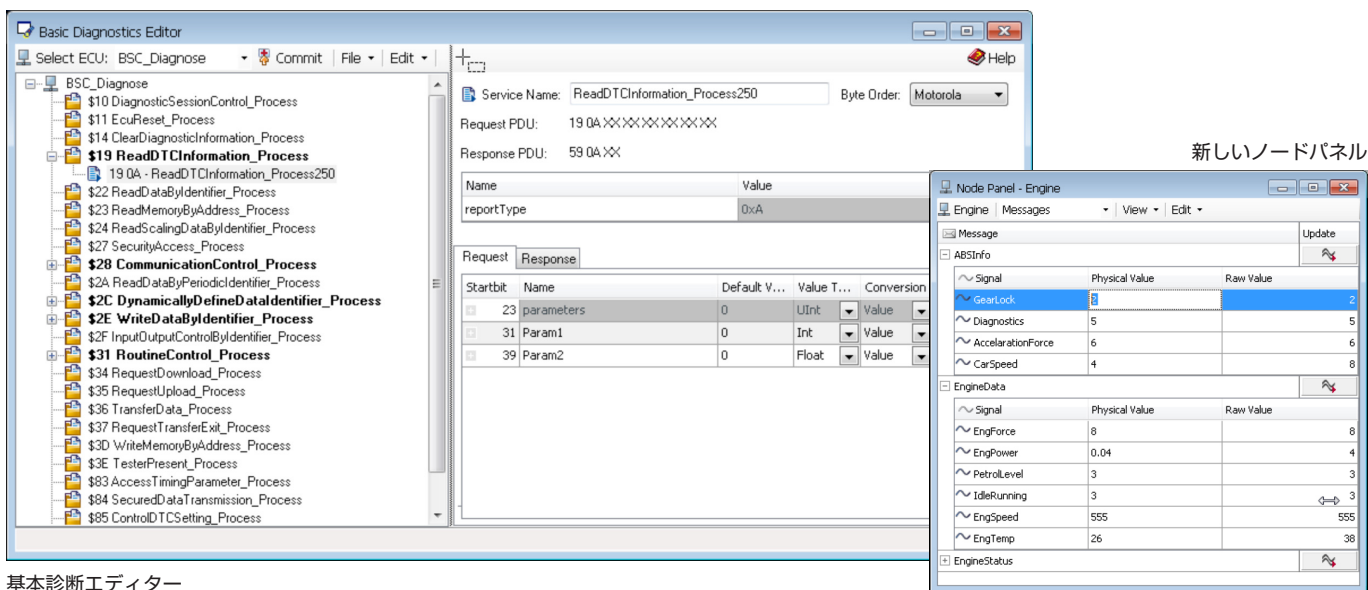 Basic Diagnostics Editor
Select ECU: BSC_Diagnose Commit File Edit
Help
BSC_Diagnose
$10 DiagnosticSessionControl_Process
$11 EcuReset_Process
$14 ClearDiagnosticInformation_Process
$19 ReadDTCInformation_Process
19 0A - ReadDTCInformation_Process250
$22 ReadDataByIdentifier_Process
$23 ReadMemoryByAddress_Process
$24 ReadScalingDataByIdentifier_Process
$27 SecurityAccess_Process
$28 CommunicationControl_Process
$2A ReadDataByPeriodicIdentifier_Process
$2C DynamicallyDefineDataIdentifier_Process
$2E WriteDataByIdentifier_Process
$2F InputOutputControlByIdentifier_Process
$31 RoutineControl_Process
$34 RequestDownload_Process
$35 RequestUpload_Process
$36 TransferData_Process
$37 RequestTransferExit_Process
$3D WriteMemoryByAddress_Process
$3E TesterPresent_Process
$83 AccessTimingParameter_Process
$84 SecuredDataTransmission_Process
$85 ControlDTCSetting_Process
Service Name: ReadDTCInformation_Process250 Byte Order: Motorola
Request PDU: 19 0A XX XX XX XX XX XX XX
Response PDU: 59 0A XX
Name Value
reportType 0xA
Request Response
Startbit Name Default V... Value T... Conversion
23 parameters 0 UInt Value
31 Param1 0 Int Value
39 Param2 0 Float Value
基本診断エディター
新しいノードパネル
Node Panel - Engine
Engine Messages View Edit
Message Update
ABSInfo
Signal Physical Value Raw Value
GearLock 2 2
Diagnostics 5 5
AccelarationForce 6 6
CarSpeed 4 8
EngineData
Signal Physical Value Raw Value
EngForce 8 8
EngPower 0.04 4
PetrolLevel 3 3
IdleRunning 3 3
EngSpeed 555 555
EngTemp 26 38
EngineStatus